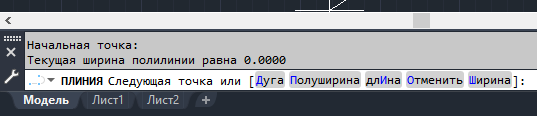 Начальная точка:
Текущая ширина полилинии равна 0.0000
ПЛИНИЯ Следующая точка или [Дуга Полуширина длИна Отменить Ширина]:
Модель Лист1 Лист2 +